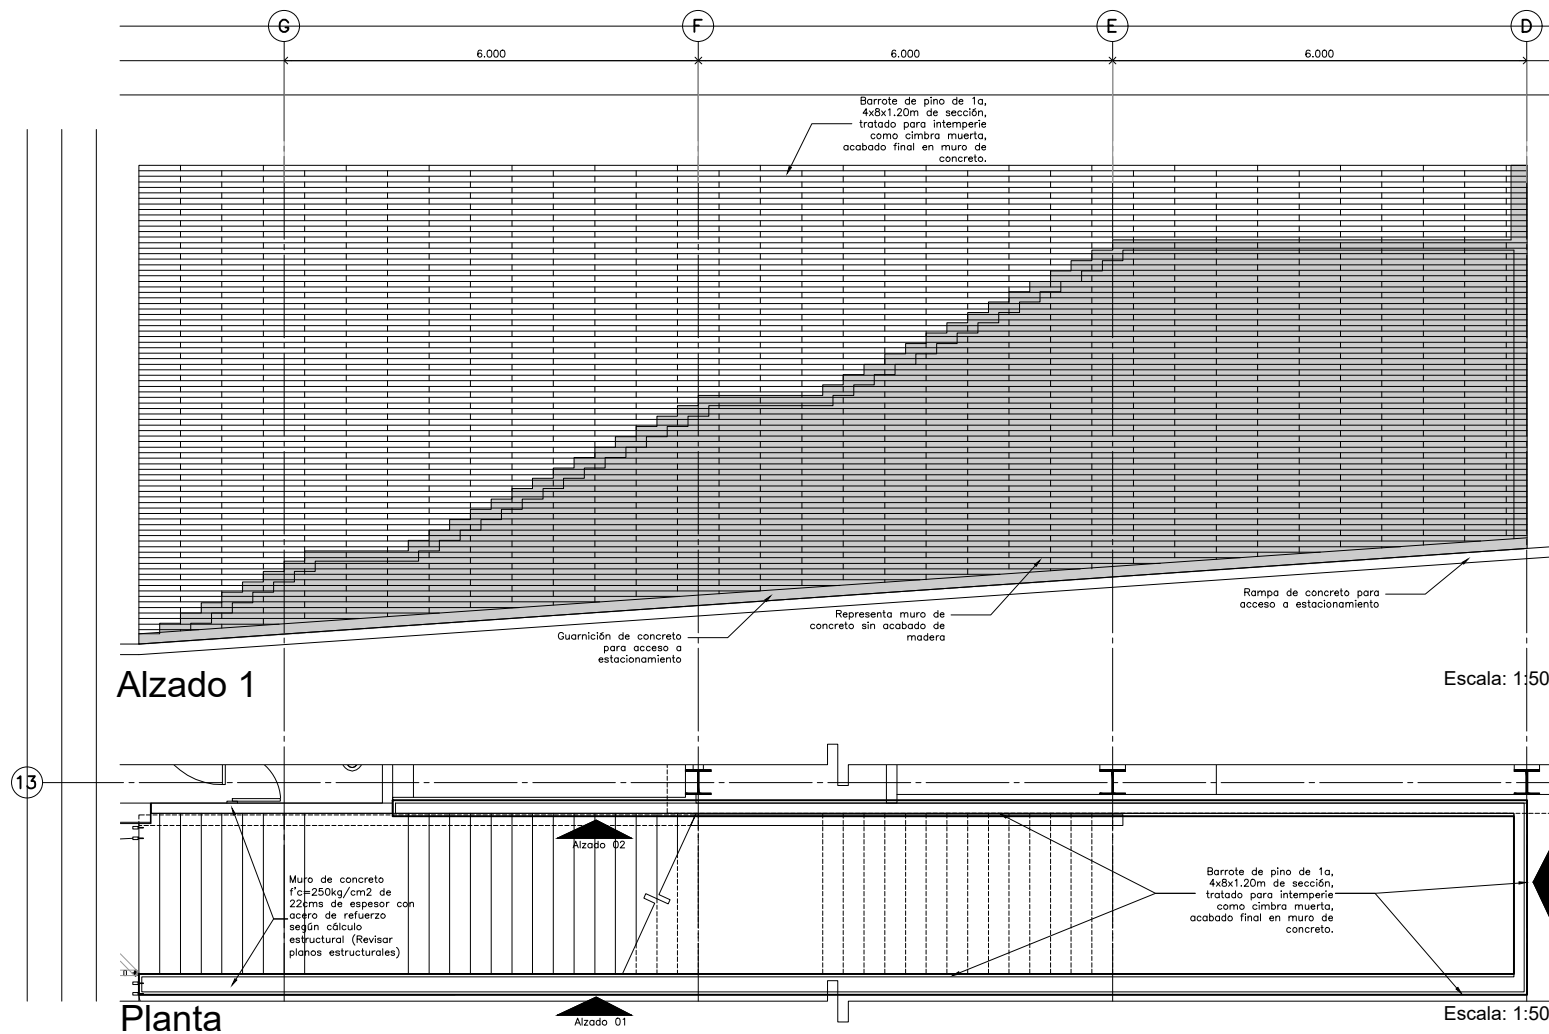 G
F
E
D
6.000
6.000
6.000
Barrote de pino de 1a,
4x8x1.20m de sección,
tratado para intemperie
como cimbra muerta,
acabado final en muro de
concreto.
Rampa de concreto para
acceso a estacionamiento
Representa muro de
concreto sin acabado de
madera
Guarnición de concreto
para acceso a
estacionamiento
Alzado 1
Escala: 1:50
13
Alzado 02
Muro de concreto
f'c=250kg/cm2 de
22cms de espesor con
acero de refuerzo
según cálculo
estructural (Revisar
planos estructurales)
Barrote de pino de 1a,
4x8x1.20m de sección,
tratado para intemperie
como cimbra muerta,
acabado final en muro de
concreto.
Alzado 01
Planta
Escala: 1:50